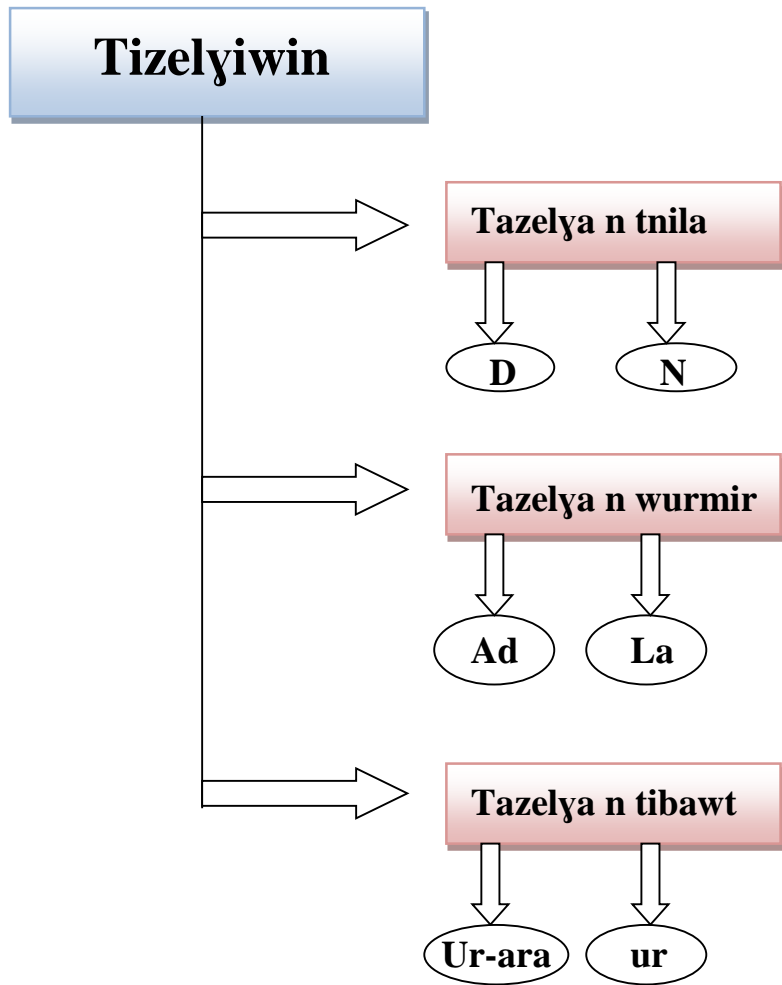 Tizelɣiwin
Tazelɣa n tnila
D N
Tazelɣa n wurmir
Ad La
Tazelɣa n tibawt
Ur-ara ur